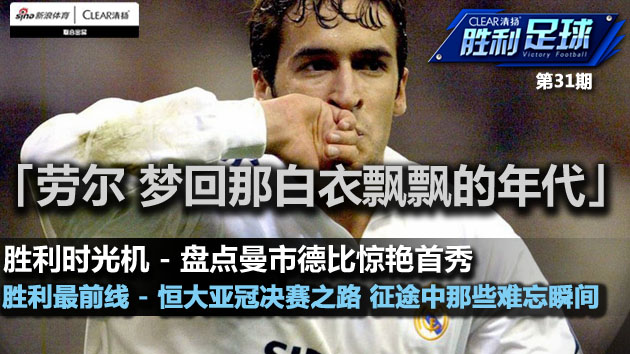 sina新浪体育 CLEAR清扬
联合出品
CLEAR清扬
胜利足球
Victory Football
第31期
「劳尔 梦回那白衣飘飘的年代」
胜利时光机 - 盘点曼市德比惊艳首秀
胜利最前线 - 恒大亚冠决赛之路 征途中那些难忘瞬间